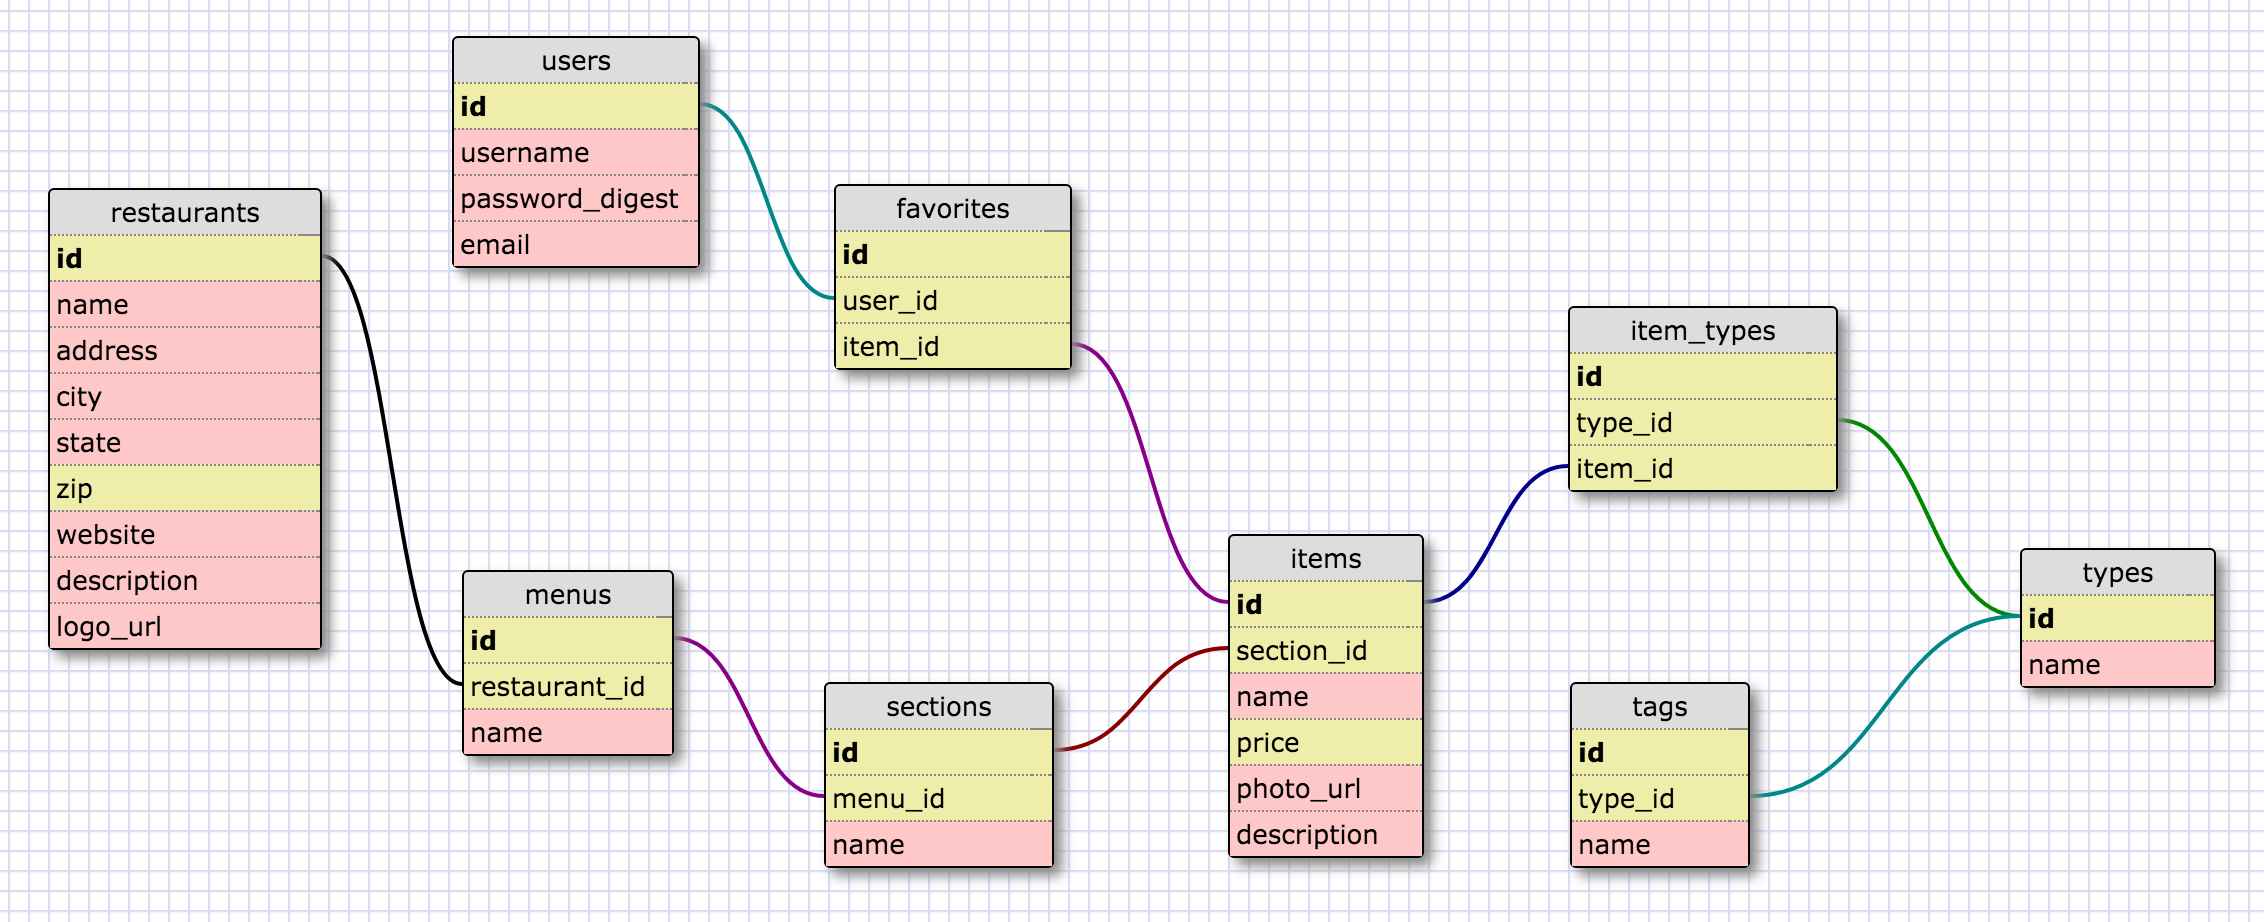 users
id
username
password_digest
email
restaurants
id
name
address
city
state
zip
website
description
logo_url
favorites
id
user_id
item_id
menus
id
restaurant_id
name
sections
id
menu_id
name
items
id
section_id
name
price
photo_url
description
item_types
id
type_id
item_id
tags
id
type_id
name
types
id
name